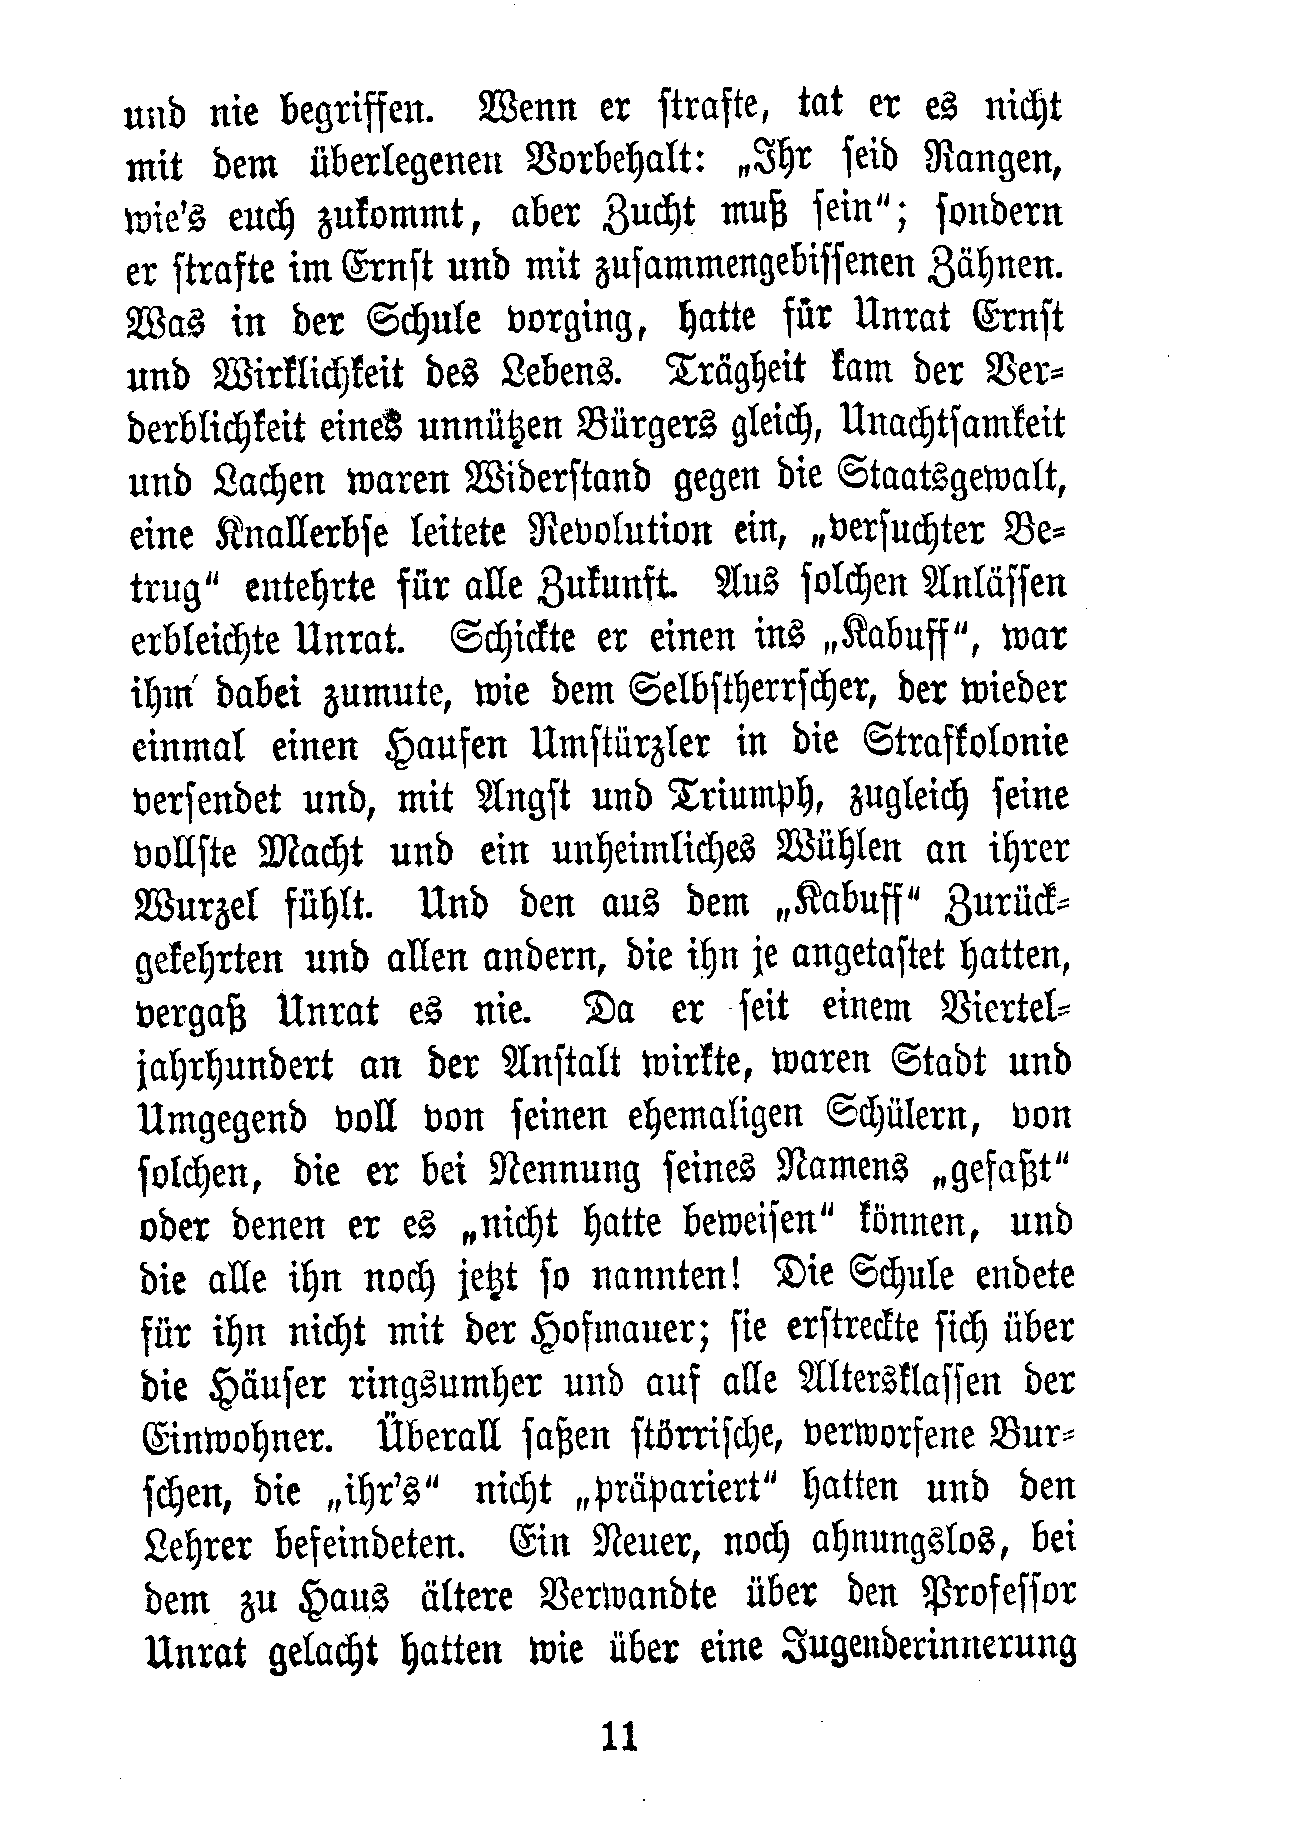 und nie begriffen. Wenn er strafte, tat er es nicht
mit dem überlegenen Vorbehalt: „Ihr seid Rangen,
wie's euch zukommt, aber Zucht muß sein“; sondern
er strafte im Ernst und mit zusammengebissenen Zähnen.
Was in der Schule vorging, hatte für Unrat Ernst
und Wirklichkeit des Lebens. Trägheit kam der Ver-
derblichkeit eines unnützen Bürgers gleich, Unachtsamkeit
und Lachen waren Widerstand gegen die Staatsgewalt,
eine Knallerbse leitete Revolution ein, „versuchter Be-
trug“ entehrte für alle Zukunft. Aus solchen Anlässen
erbleichte Unrat. Schickte er einen ins „Kabuff“, war
ihm dabei zumute, wie dem Selbstherrscher, der wieder
einmal einen Haufen Umstürzler in die Strafkolonie
versendet und, mit Angst und Triumph, zugleich seine
vollste Macht und ein unheimliches Wühlen an ihrer
Wurzel fühlt. Und den aus dem „Kabuff“ Zurück-
gekehrten und allen andern, die ihn je angetastet hatten,
vergaß Unrat es nie. Da er seit einem Viertel-
jahrhundert an der Anstalt wirkte, waren Stadt und
Umgegend voll von seinen ehemaligen Schülern, von
solchen, die er bei Nennung seines Namens „gefaßt“
oder denen er es „nicht hatte beweisen“ können, und
die alle ihn noch jetzt so nannten! Die Schule endete
für ihn nicht mit der Hofmauer; sie erstreckte sich über
die Häuser ringsumher und auf alle Altersklassen der
Einwohner. Überall saßen störrische, verworfene Bur-
schen, die „ihr's“ nicht „präpariert“ hatten und den
Lehrer befeindeten. Ein Neuer, noch ahnungslos, bei
dem zu Haus ältere Verwandte über den Professor
Unrat gelacht hatten wie über eine Jugenderinnerung
11